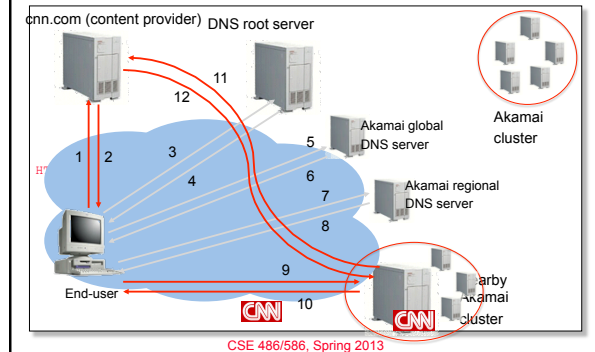 cnn.com (content provider)
DNS root server
11
12
Akamai
cluster
Akamai global
DNS server
1
2
3
4
5
6
Akamai regional
DNS server
7
8
9
10
End-user
CNN
CNN
Akamai
cluster
CSE 486/586, Spring 2013